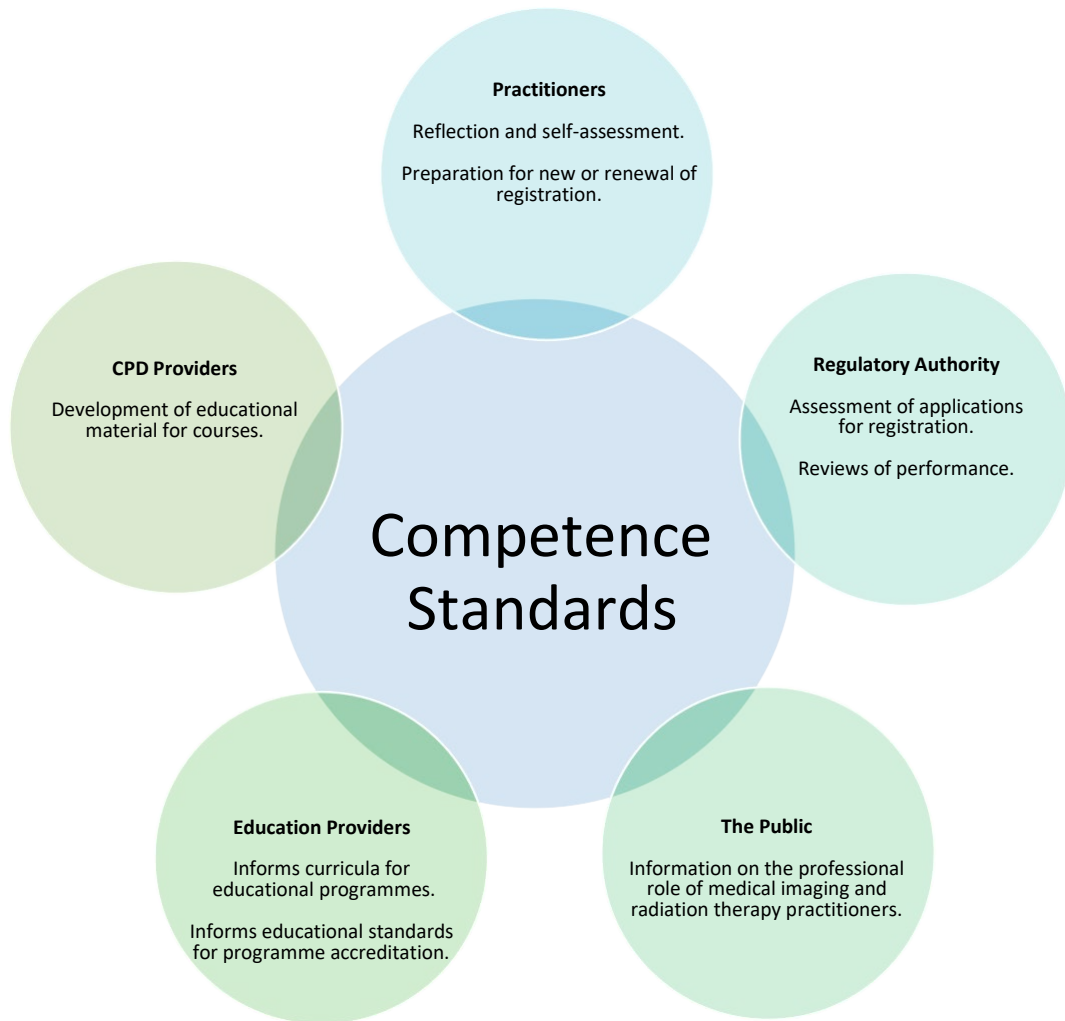 Practitioners
Reflection and self-assessment.
Preparation for new or renewal of
registration.
Regulatory Authority
Assessment of applications
for registration.
Reviews of performance.
The Public
Information on the professional
role of medical imaging and
radiation therapy practitioners.
Education Providers
Informs curricula for
educational programmes.
Informs educational standards
for programme accreditation.
CPD Providers
Development of educational
material for courses.
Competence
Standards